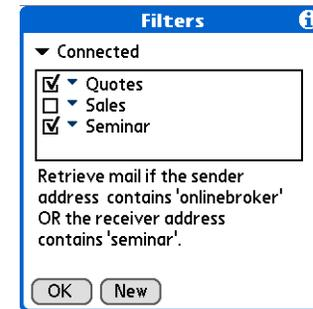 Filters
Connected
Quotes
Sales
Seminar
Retrieve mail if the sender
address contains 'onlinebroker'
OR the receiver address
contains 'seminar'.
OK New